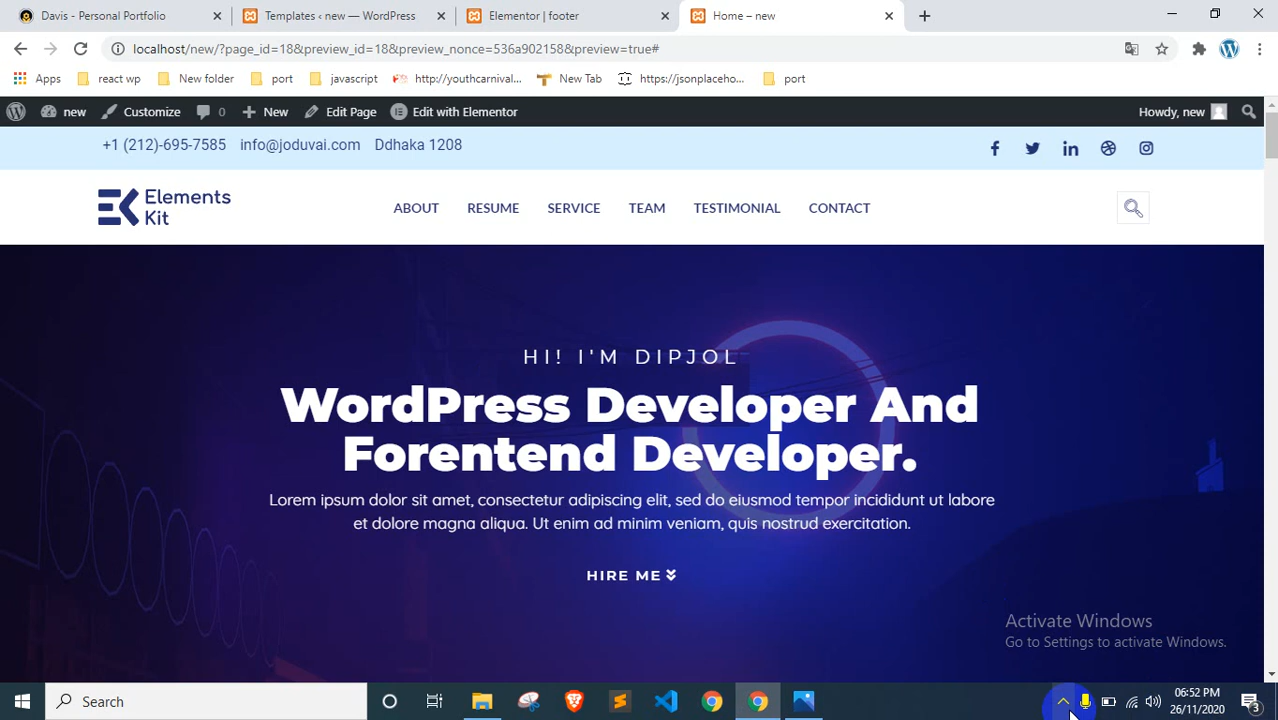 Davis - Personal Portfolio
Templates ‹ new — WordPress
Elementor | footer
Home – new
localhost/new/?page_id=18&preview_id=18&preview_nonce=536a902158&preview=true#
Apps
react wp
New folder
port
javascript
http://youthcarnival...
New Tab
https://jsonplaceho...
port
new
Customize
0
New
Edit Page
Edit with Elementor
Howdy, new
+1 (212)-695-7585
info@joduvai.com
Ddhaka 1208
Elements
Kit
ABOUT
RESUME
SERVICE
TEAM
TESTIMONIAL
CONTACT
HI! I'M DIPJOL
WordPress Developer And
Forentend Developer.
Lorem ipsum dolor sit amet, consectetur adipiscing elit, sed do eiusmod tempor incididunt ut labore
et dolore magna aliqua. Ut enim ad minim veniam, quis nostrud exercitation.
HIRE ME
Activate Windows
Go to Settings to activate Windows.
Search
06:52 PM
26/11/2020
3